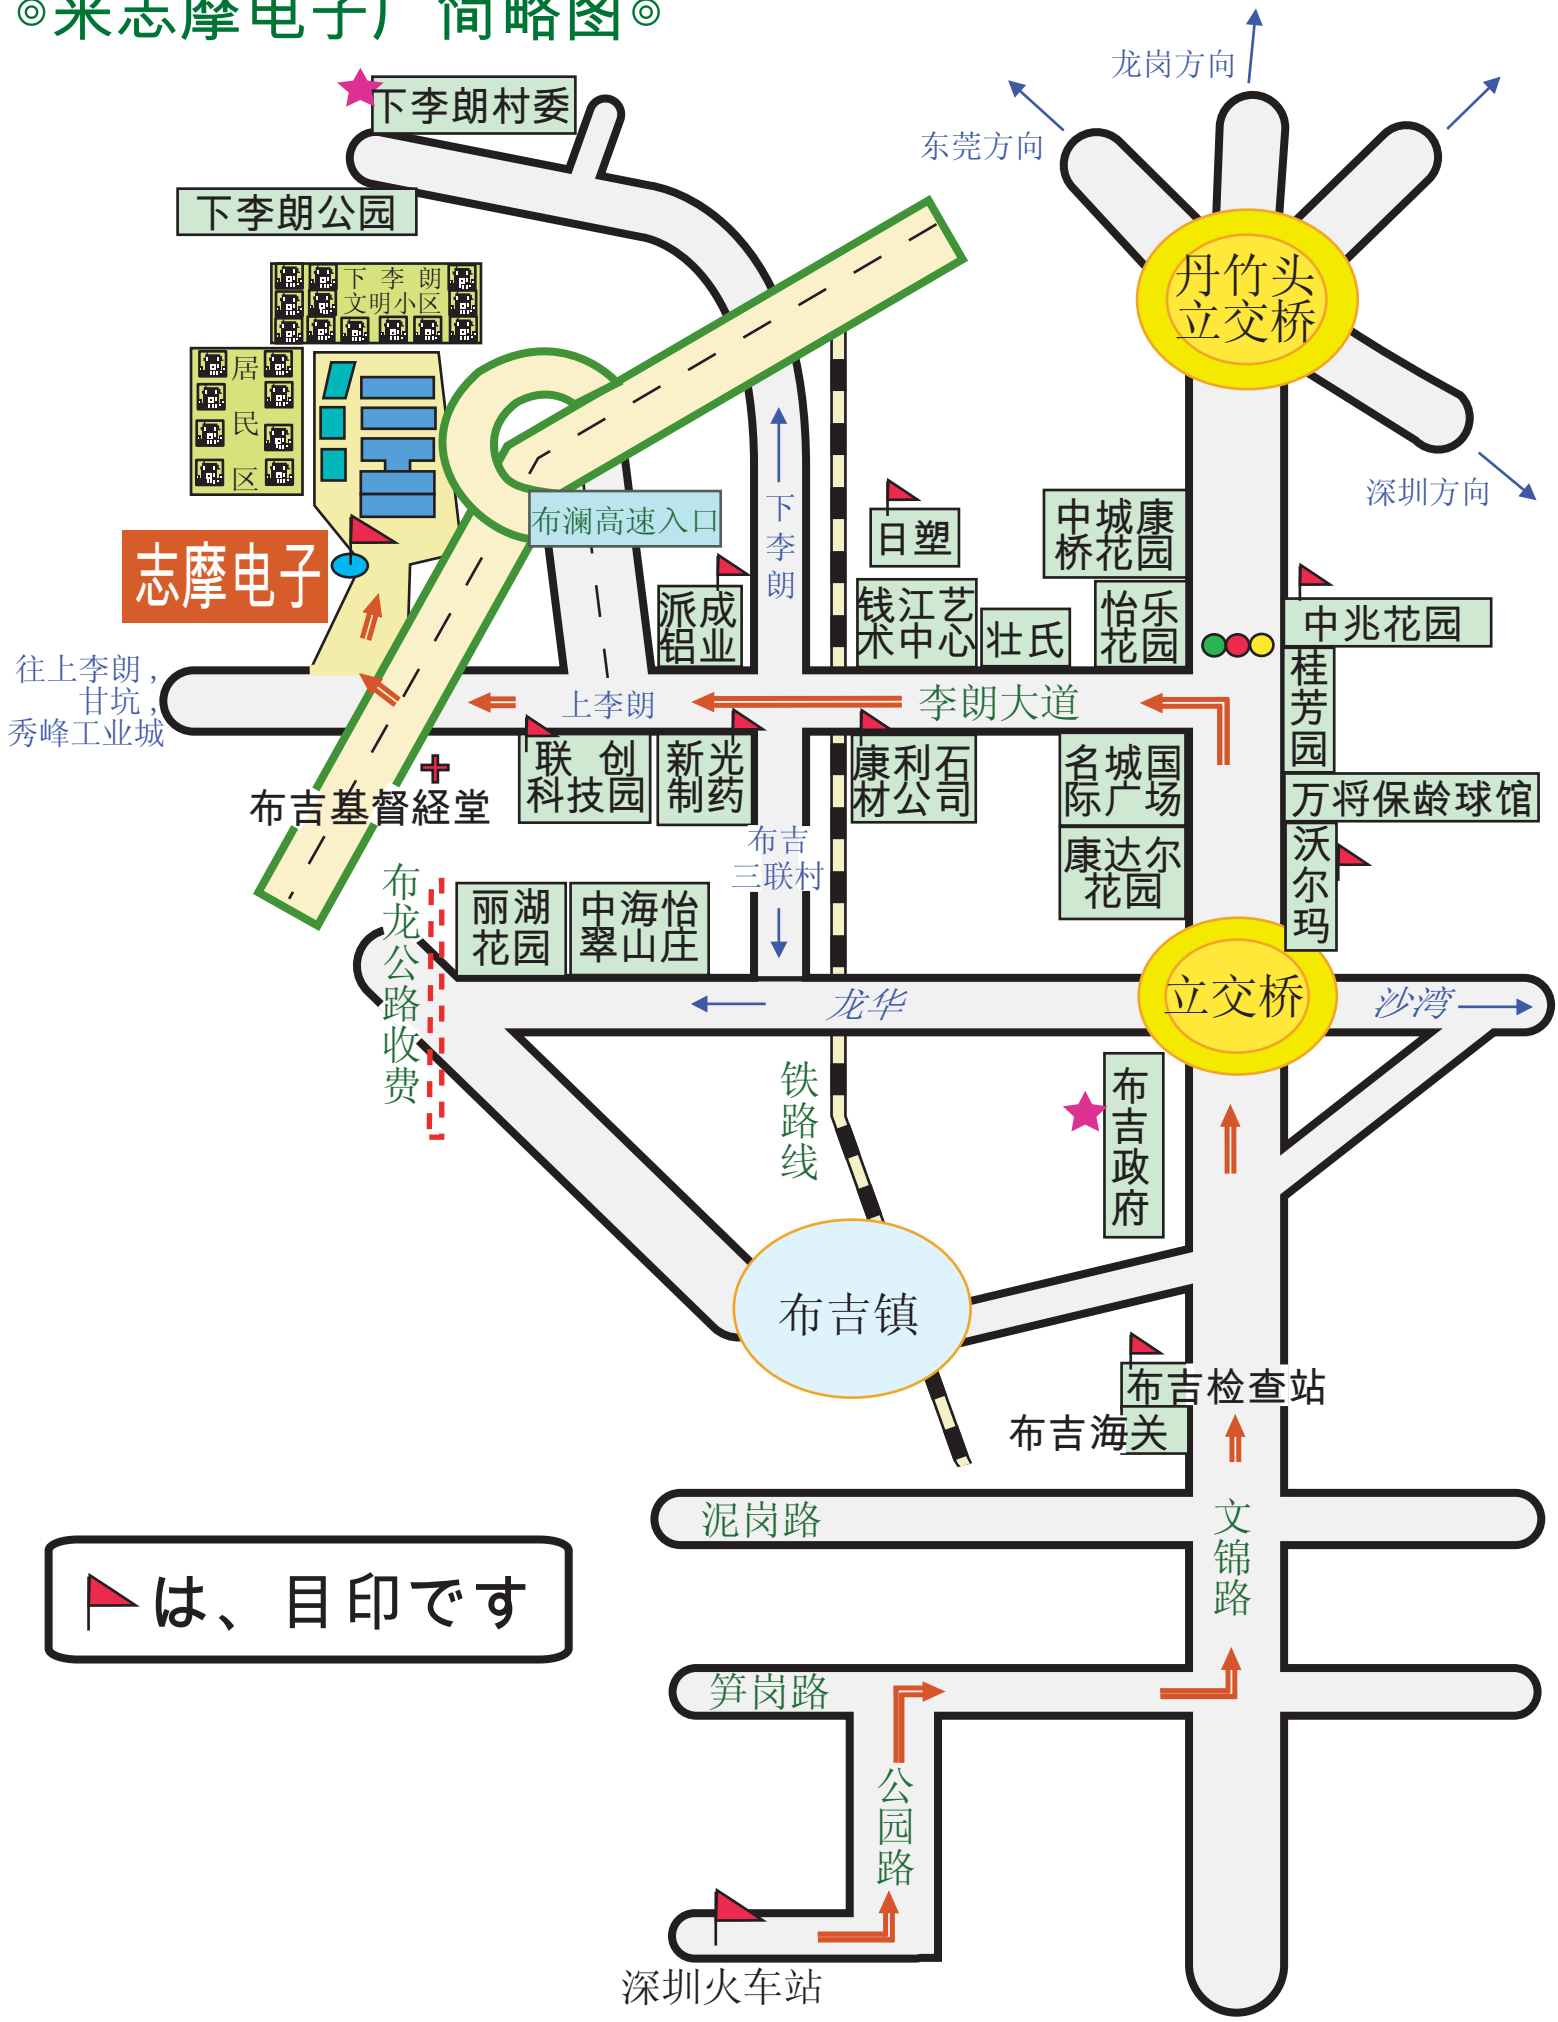 ◎来志摩电子厂简略图◎
龙岗方向
下李朗村委
东莞方向
下李朗公园
丹竹头
立交桥
下李朗
文明小区
居
民
区
深圳方向
布澜高速入口
下
李
朗
日塑
中城康
桥花园
志摩电子
派成
铝业
钱江艺
术中心
壮氏
怡乐
花园
中兆花园
往上李朗，
甘坑，
秀峰工业城
上李朗
李朗大道
桂
芳
园
联创
科技园
新光
制药
康利石
材公司
名城国
际广场
万将保龄球馆
布吉基督経堂
布吉
三联村
康达尔
花园
沃
尔
玛
布
龙
公
路
收
费
丽湖
花园
中海怡
翠山庄
龙华
立交桥
沙湾
铁
路
线
布
吉
政
府
布吉镇
布吉检查站
布吉海关
泥岗路
文
锦
路
は、目印です
笋岗路
公
园
路
深圳火车站